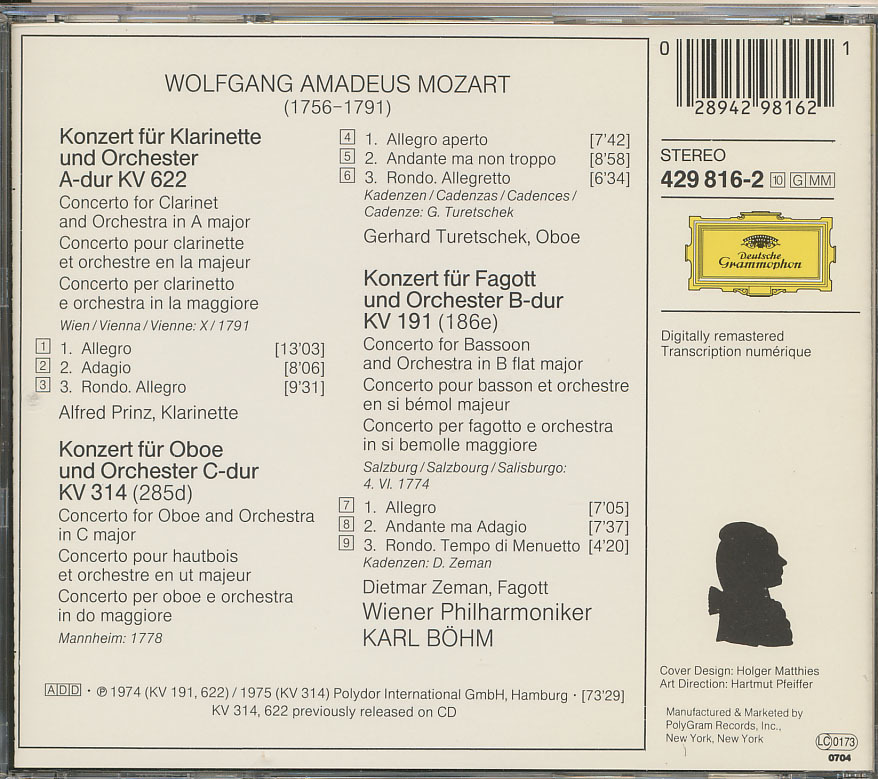 WOLFGANG AMADEUS MOZART
(1756–1791)
Konzert für Klarinette
und Orchester
A-dur KV 622
Concerto for Clarinet
and Orchestra in A major
Concerto pour clarinette
et orchestre en la majeur
Concerto per clarinetto
e orchestra in la maggiore
Wien / Vienna / Vienne: X / 1791
1 1. Allegro [13'03]
2 2. Adagio [8'06]
3 3. Rondo. Allegro [9'31]
Alfred Prinz, Klarinette
Konzert für Oboe
und Orchester C-dur
KV 314 (285d)
Concerto for Oboe and Orchestra
in C major
Concerto pour hautbois
et orchestre en ut majeur
Concerto per oboe e orchestra
in do maggiore
Mannheim: 1778
4 1. Allegro aperto [7'42]
5 2. Andante ma non troppo [8'58]
6 3. Rondo. Allegretto [6'34]
Kadenzen / Cadenzas / Cadences /
Cadenze: G. Turetschek
Gerhard Turetschek, Oboe
Konzert für Fagott
und Orchester B-dur
KV 191 (186e)
Concerto for Bassoon
and Orchestra in B flat major
Concerto pour basson et orchestre
en si bémol majeur
Concerto per fagotto e orchestra
in si bemolle maggiore
Salzburg / Salzbourg / Salisburgo:
4. VI. 1774
7 1. Allegro [7'05]
8 2. Andante ma Adagio [7'37]
9 3. Rondo. Tempo di Menuetto [4'20]
Kadenzen: D. Zeman
Dietmar Zeman, Fagott
Wiener Philharmoniker
KARL BÖHM
ADD · ℗ 1974 (KV 191, 622) / 1975 (KV 314) Polydor International GmbH, Hamburg · [73'29]
KV 314, 622 previously released on CD
0 28942 98162 1
STEREO
429 816-2 10 G MM
Deutsche
Grammophon
Digitally remastered
Transcription numérique
Cover Design: Holger Matthies
Art Direction: Hartmut Pfeiffer
Manufactured & Marketed by
PolyGram Records, Inc.,
New York, New York
LC 0173
0704